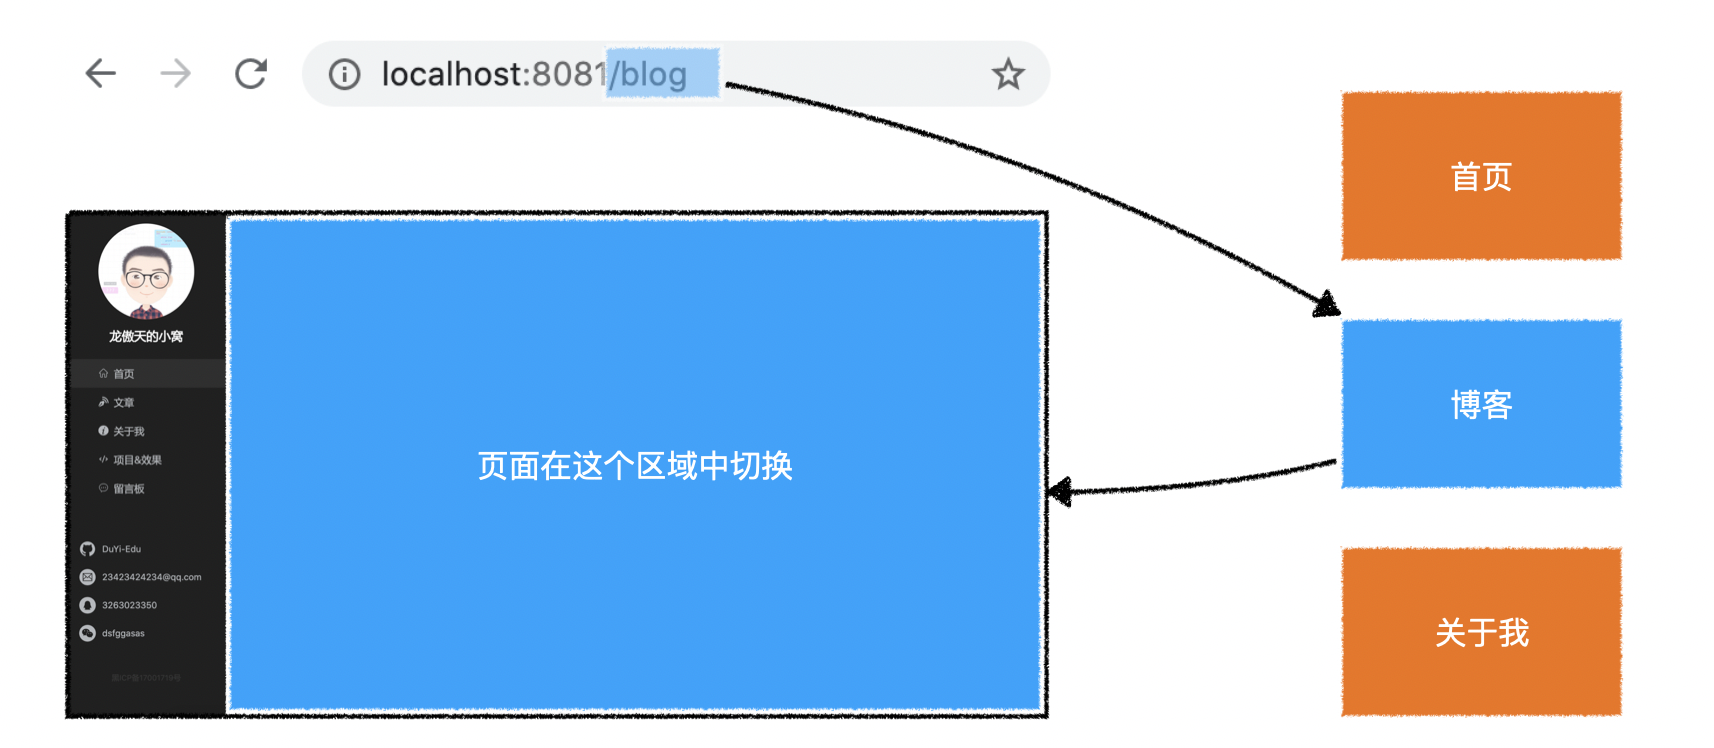 localhost:8081/blog
首页
龙傲天的小窝
首页
文章
关于我
项目&效果
留言板
页面在这个区域中切换
博客
DuYi-Edu
23423424234@qq.com
3263023350
dsfggasas
关于我